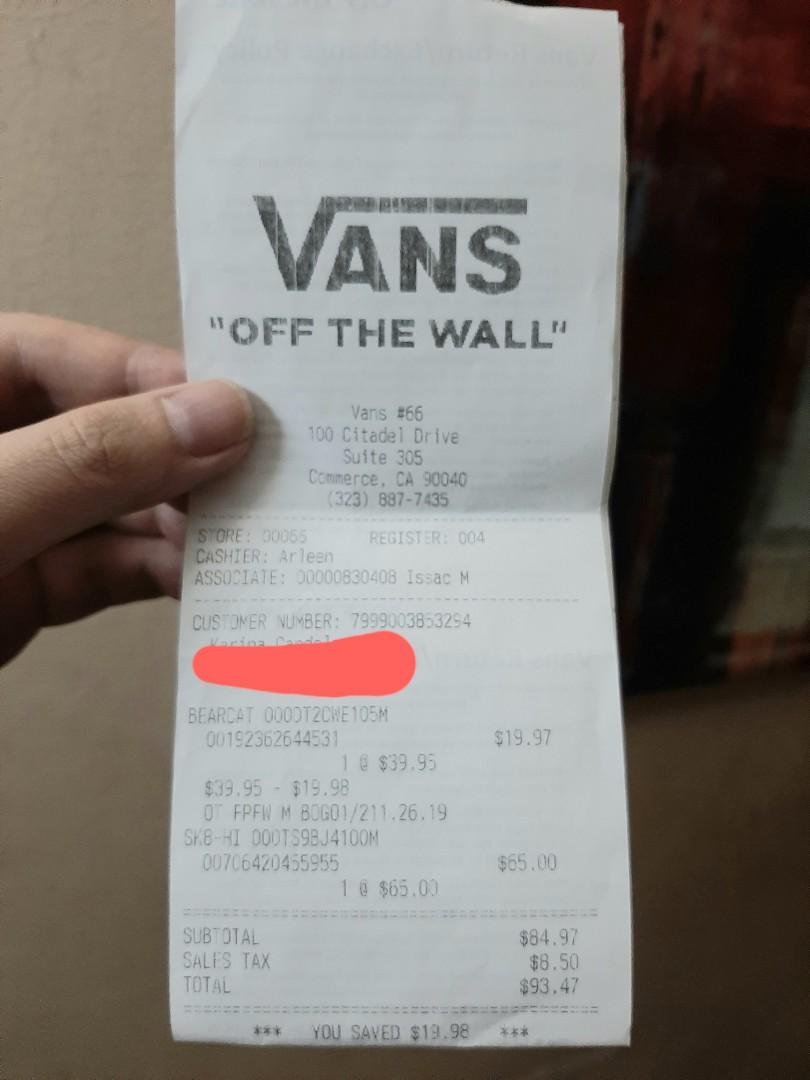 VANS
"OFF THE WALL"
Vans #66
100 Citadel Drive
Suite 305
Commerce, CA 90040
(323) 887-7435
STORE: 00066 REGISTER: 004
CASHIER: Arleen
ASSOCIATE: 00000830408 Issac M
CUSTOMER NUMBER: 7999003853294
BEARCAT 000OT2CWE105M
00192362644531 $19.97
1 @ $39.95
$39.95 - $19.98
OT FPFW M BOGO1/211.26.19
SK8-HI 000TS9BJ4100M
00706420455955 $65.00
1 @ $65.00
SUBTOTAL $84.97
SALES TAX $8.50
TOTAL $93.47
*** YOU SAVED $19.98 ***